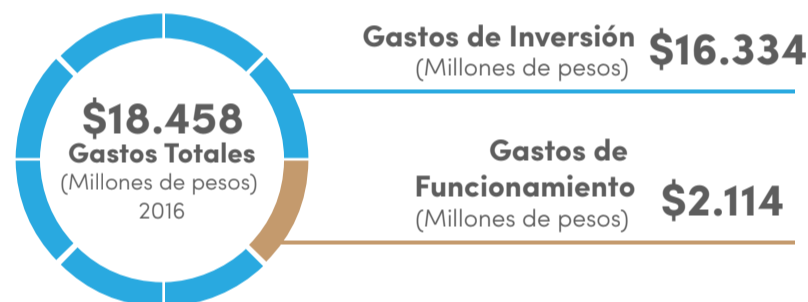 $18.458
Gastos Totales
(Millones de pesos)
2016
Gastos de Inversión
(Millones de pesos)
$16.334
Gastos de
Funcionamiento
(Millones de pesos)
$2.114